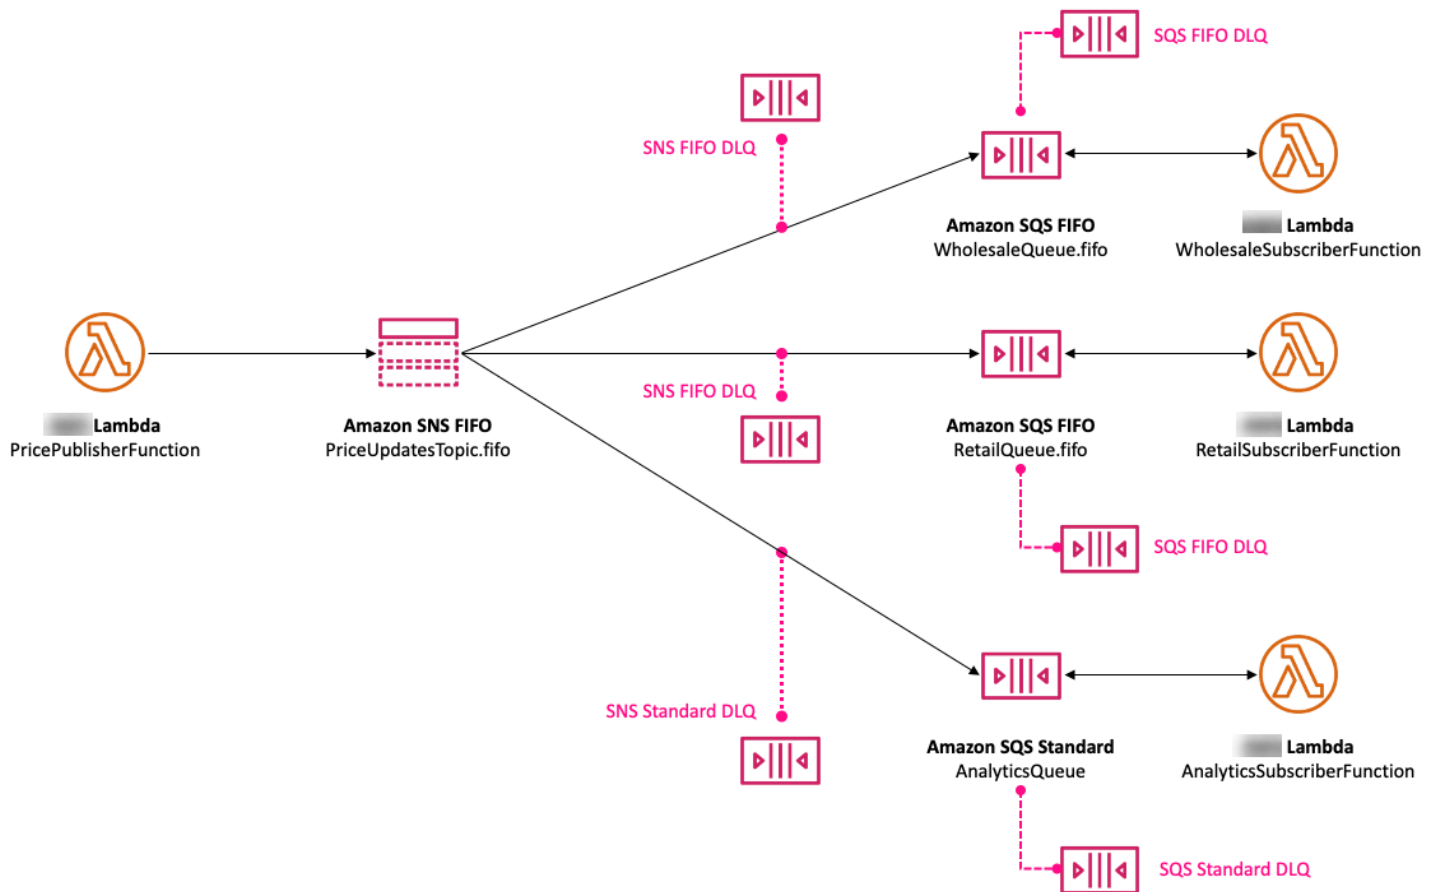 SQS FIFO DLQ
SNS FIFO DLQ
Amazon SQS FIFO
WholesaleQueue.fifo
Lambda
WholesaleSubscriberFunction
Lambda
PricePublisherFunction
Amazon SNS FIFO
PriceUpdatesTopic.fifo
SNS FIFO DLQ
Amazon SQS FIFO
RetailQueue.fifo
Lambda
RetailSubscriberFunction
SQS FIFO DLQ
SNS Standard DLQ
Amazon SQS Standard
AnalyticsQueue
Lambda
AnalyticsSubscriberFunction
SQS Standard DLQ